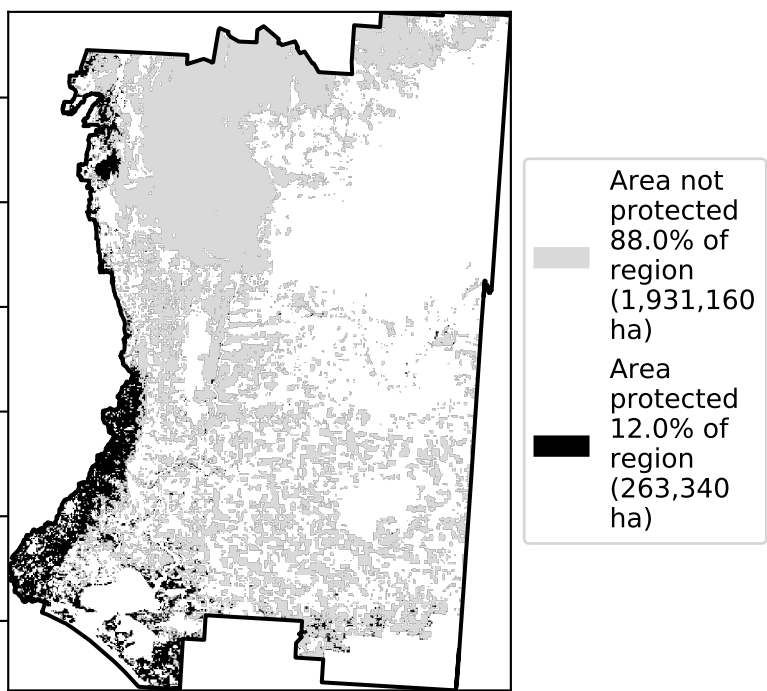 Area not
protected
88.0% of
region
(1,931,160
ha)
Area
protected
12.0% of
region
(263,340
ha)